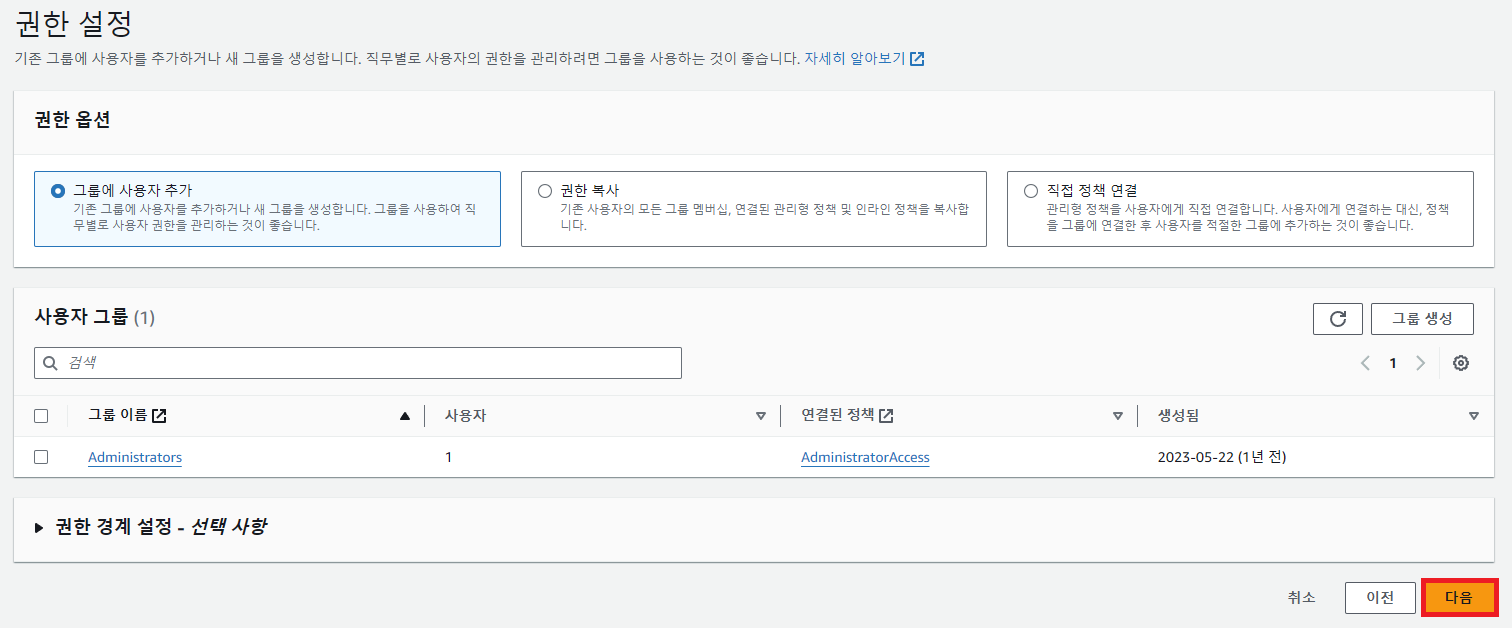 권한 설정
기존 그룹에 사용자를 추가하거나 새 그룹을 생성합니다. 직무별로 사용자의 권한을 관리하려면 그룹을 사용하는 것이 좋습니다. 자세히 알아보기
권한 옵션
그룹에 사용자 추가
기존 그룹에 사용자를 추가하거나 새 그룹을 생성합니다. 그룹을 사용하여 직
무별로 사용자 권한을 관리하는 것이 좋습니다.
권한 복사
기존 사용자의 모든 그룹 멤버십, 연결된 관리형 정책 및 인라인 정책을 복사합
니다.
직접 정책 연결
관리형 정책을 사용자에게 직접 연결합니다. 사용자에게 연결하는 대신, 정책
을 그룹에 연결한 후 사용자를 적절한 그룹에 추가하는 것이 좋습니다.
사용자 그룹 (1)
그룹 생성
검색
1
그룹 이름 사용자 연결된 정책 생성됨
Administrators 1 AdministratorAccess 2023-05-22 (1년 전)
권한 경계 설정 - 선택 사항
취소 이전 다음